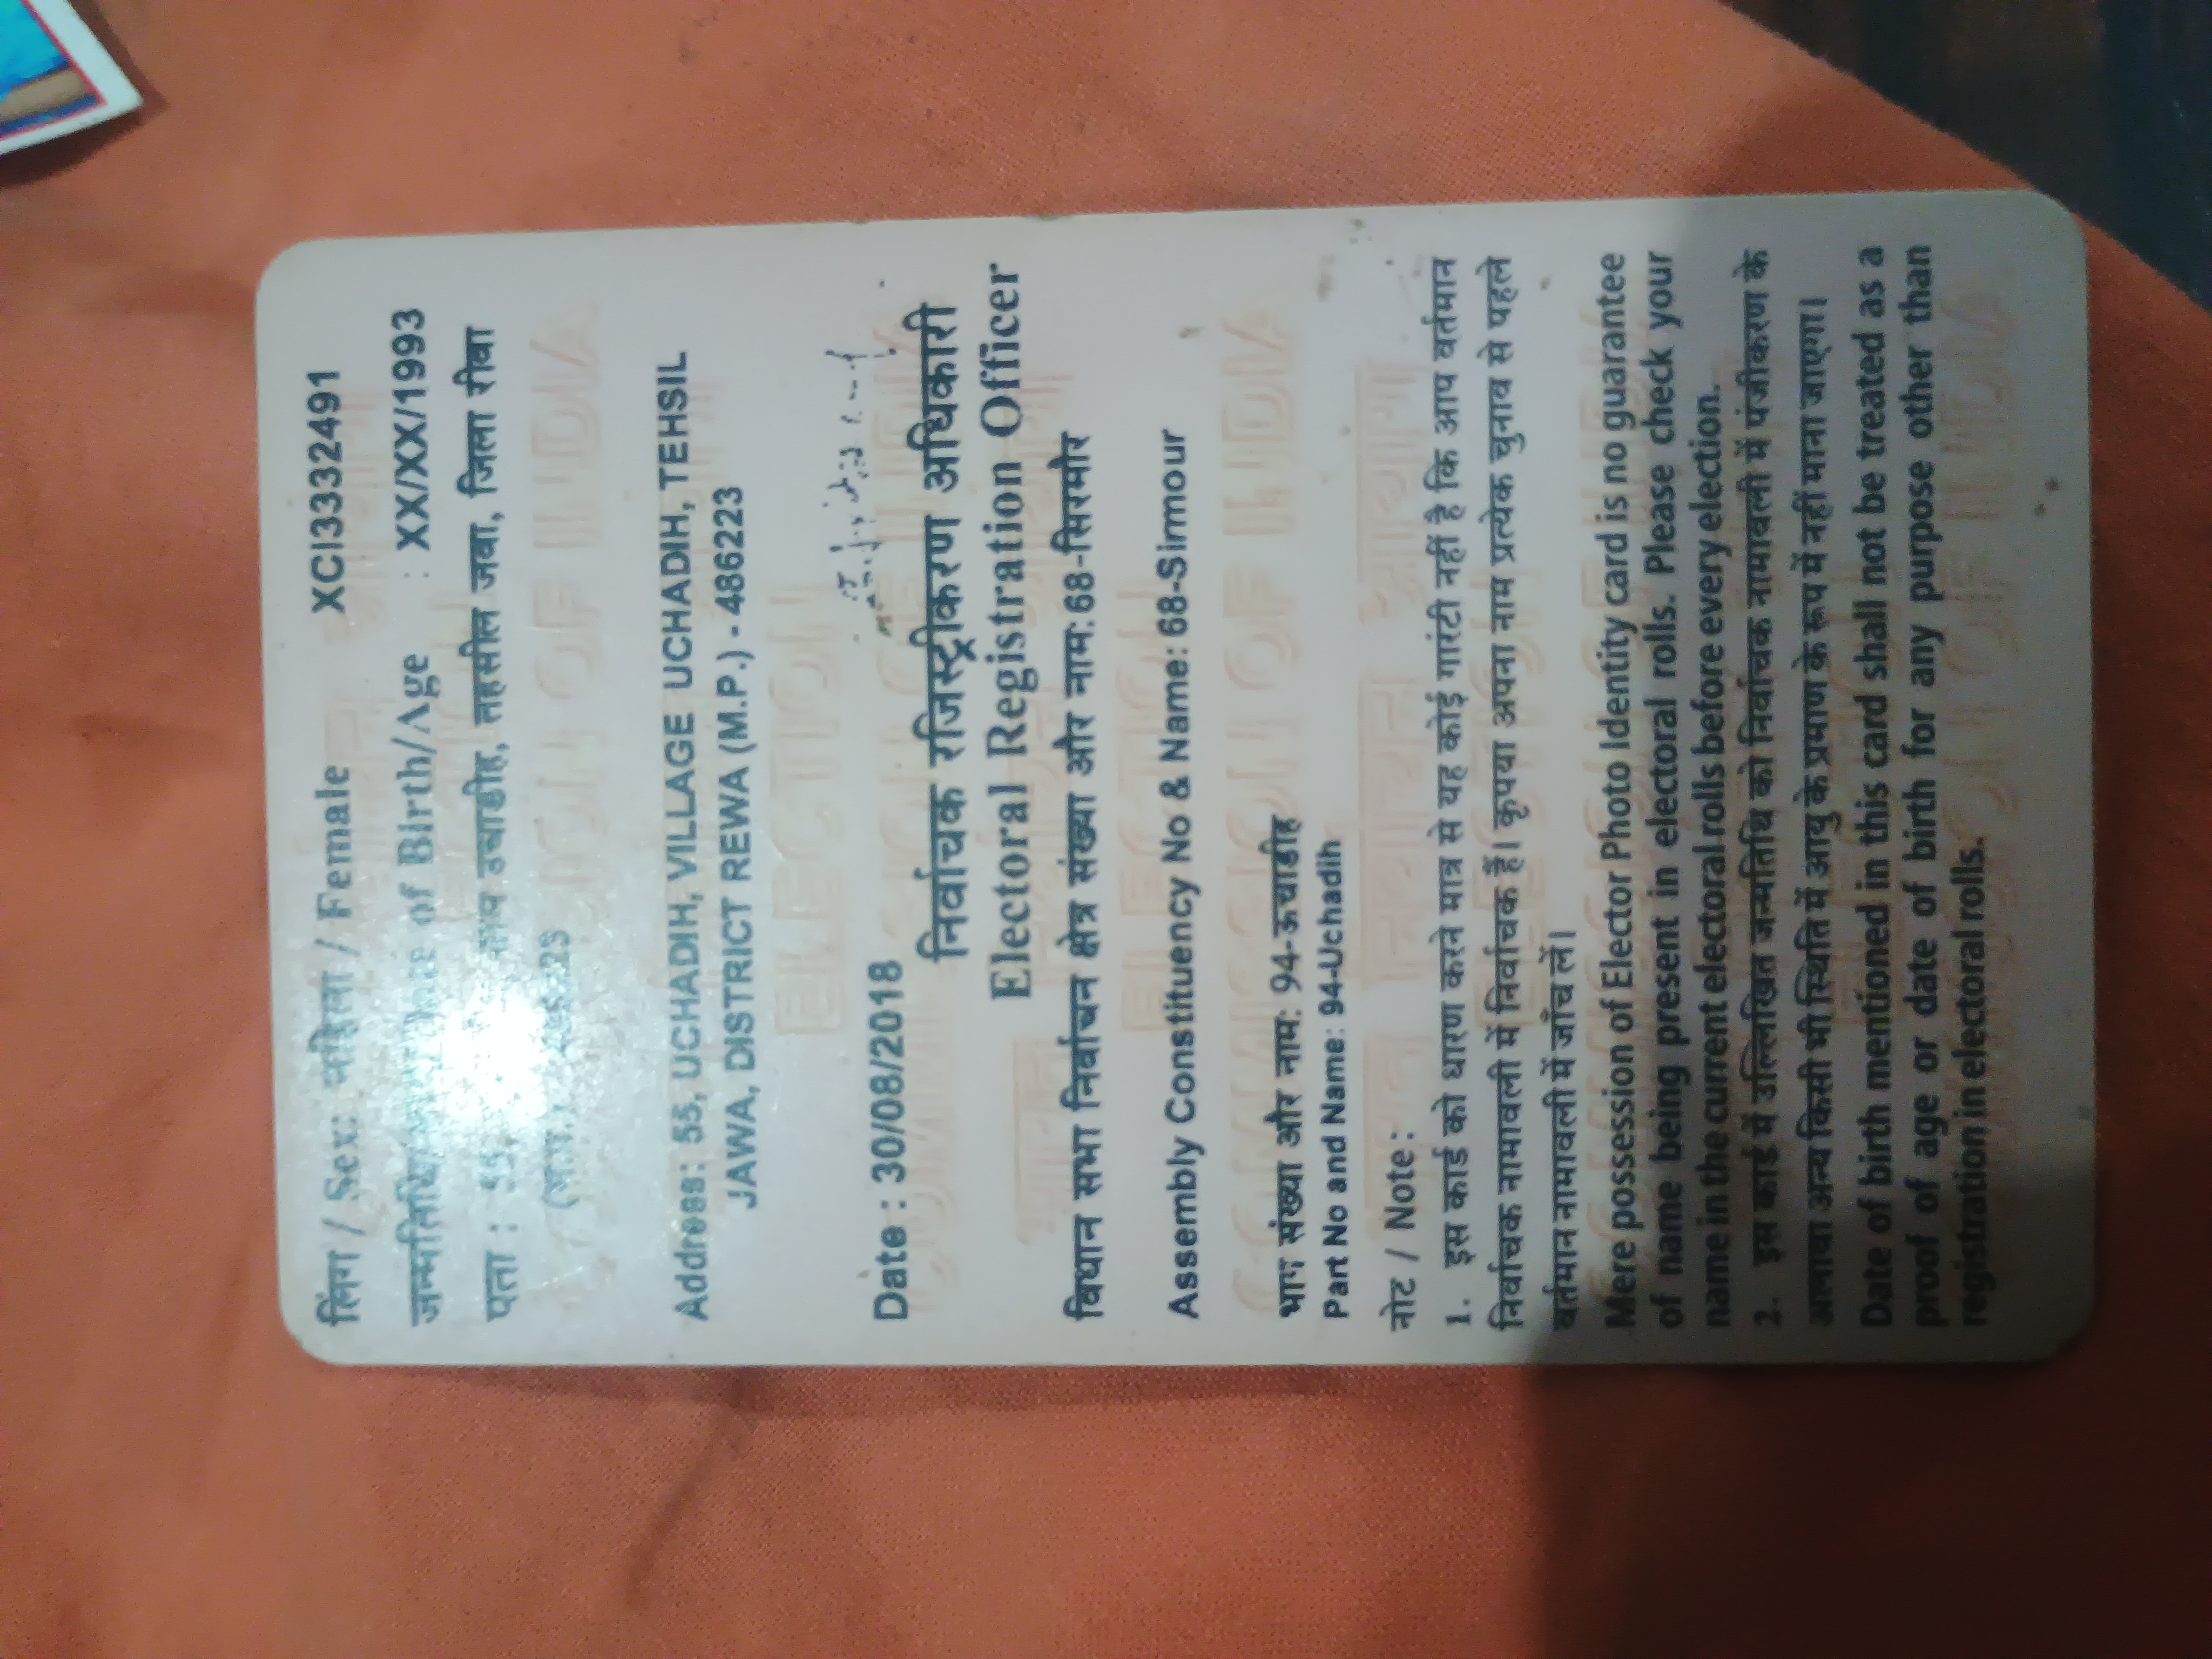 लिंग / Sex: महिला / Female XCI3332491
जन्मतिथि/ of Birth/Age : XX/XX/1993
पता : 55, ऊचाडीह, तहसील जवा, जिला रीवा
Address: 55, UCHADIH, VILLAGE UCHADIH, TEHSIL
JAWA, DISTRICT REWA (M.P.) - 486223
Date : 30/08/2018
निर्वाचक रजिस्ट्रीकरण अधिकारी
Electoral Registration Officer
विधान सभा निर्वाचन क्षेत्र संख्या और नाम: 68-सिरमौर
Assembly Constituency No & Name: 68-Sirmour
भाग संख्या और नाम: 94-ऊचाडीह
Part No and Name: 94-Uchadih
नोट / Note :
1. इस कार्ड को धारण करने मात्र से यह कोई गारंटी नहीं है कि आप वर्तमान
निर्वाचक नामावली में निर्वाचक हैं। कृपया अपना नाम प्रत्येक चुनाव से पहले
वर्तमान नामावली में जाँच लें।
Mere possession of Elector Photo Identity card is no guarantee
of name being present in electoral rolls. Please check your
name in the current electoral rolls before every election.
2. इस कार्ड में उल्लिखित जन्मतिथि को निर्वाचक नामावली में पंजीकरण के
अलावा अन्य किसी भी स्थिति में आयु के प्रमाण के रूप में नहीं माना जाएगा।
Date of birth mentioned in this card shall not be treated as a
proof of age or date of birth for any purpose other than
registration in electoral rolls.